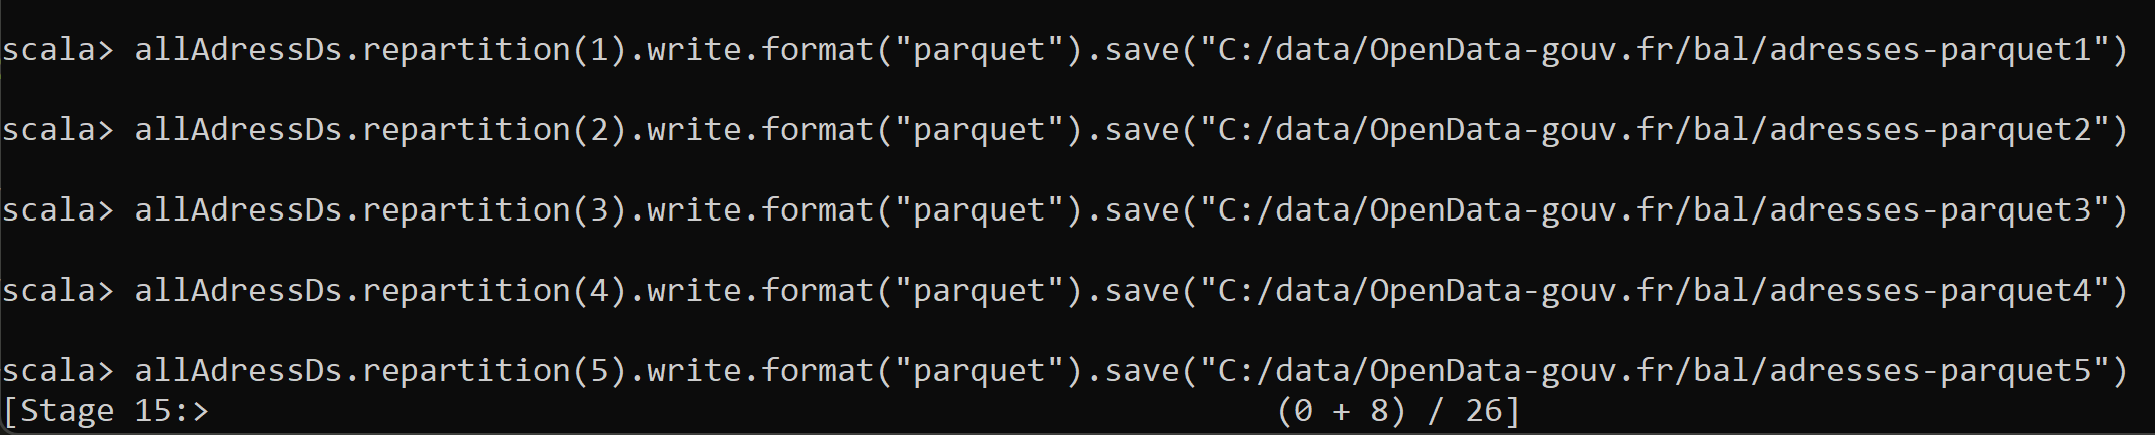 scala> allAdressDs.repartition(1).write.format("parquet").save("C:/data/OpenData-gouv.fr/bal/adresses-parquet1")
scala> allAdressDs.repartition(2).write.format("parquet").save("C:/data/OpenData-gouv.fr/bal/adresses-parquet2")
scala> allAdressDs.repartition(3).write.format("parquet").save("C:/data/OpenData-gouv.fr/bal/adresses-parquet3")
scala> allAdressDs.repartition(4).write.format("parquet").save("C:/data/OpenData-gouv.fr/bal/adresses-parquet4")
scala> allAdressDs.repartition(5).write.format("parquet").save("C:/data/OpenData-gouv.fr/bal/adresses-parquet5")
[Stage 15:> (0 + 8) / 26]